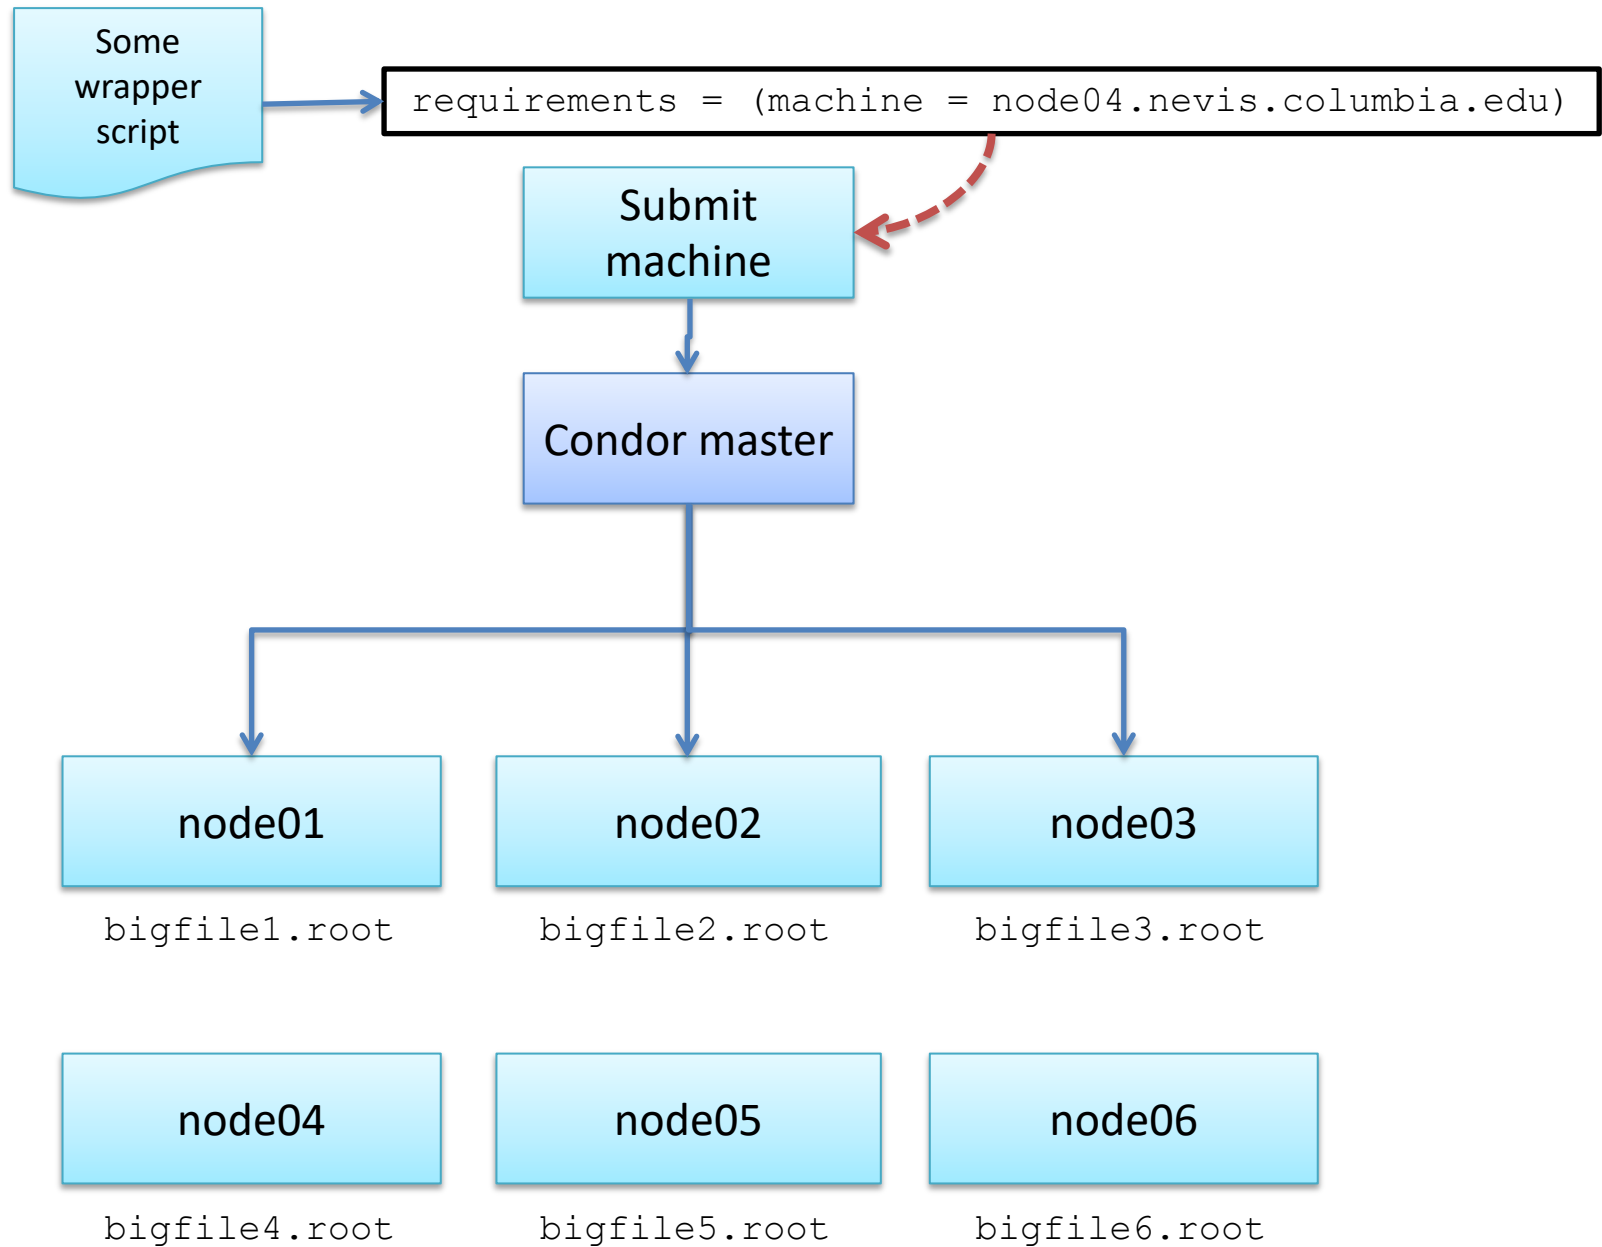 Some
wrapper
script
requirements = (machine = node04.nevis.columbia.edu)
Submit
machine
Condor master
node01
node02
node03
bigfile1.root
bigfile2.root
bigfile3.root
node04
node05
node06
bigfile4.root
bigfile5.root
bigfile6.root